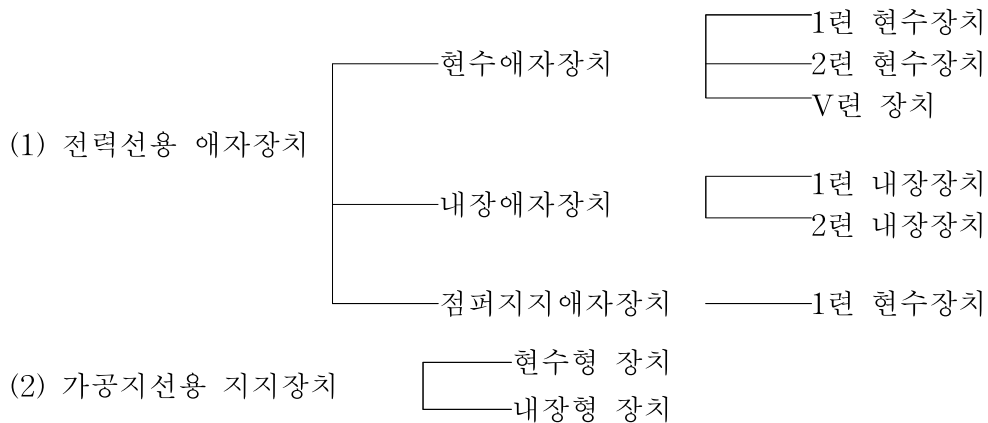 1련 현수장치
현수애자장치
2련 현수장치
V련 장치
(1) 전력선용 애자장치
1련 내장장치
내장애자장치
2련 내장장치
점퍼지지애자장치
1련 현수장치
현수형 장치
(2) 가공지선용 지지장치
내장형 장치